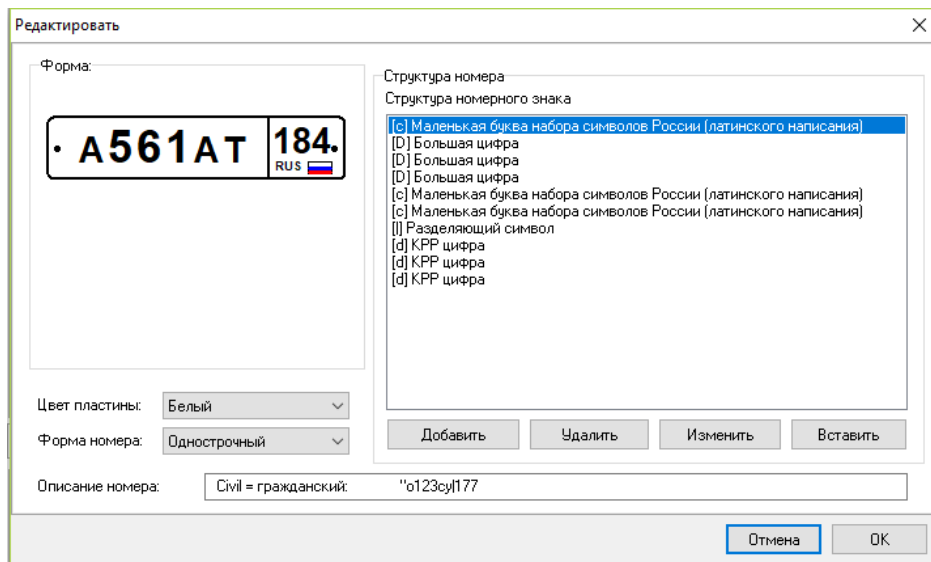 Редактировать
Форма:
А561АТ 184
RUS
Структура номера
Структура номерного знака
[c] Маленькая буква набора символов России (латинского написания)
[D] Большая цифра
[D] Большая цифра
[D] Большая цифра
[c] Маленькая буква набора символов России (латинского написания)
[c] Маленькая буква набора символов России (латинского написания)
[|] Разделяющий символ
[d] КРР цифра
[d] КРР цифра
[d] КРР цифра
Цвет пластины: Белый
Форма номера: Однострочный
Добавить Удалить Изменить Вставить
Описание номера: Civil = гражданский: "о123су|177
Отмена OK